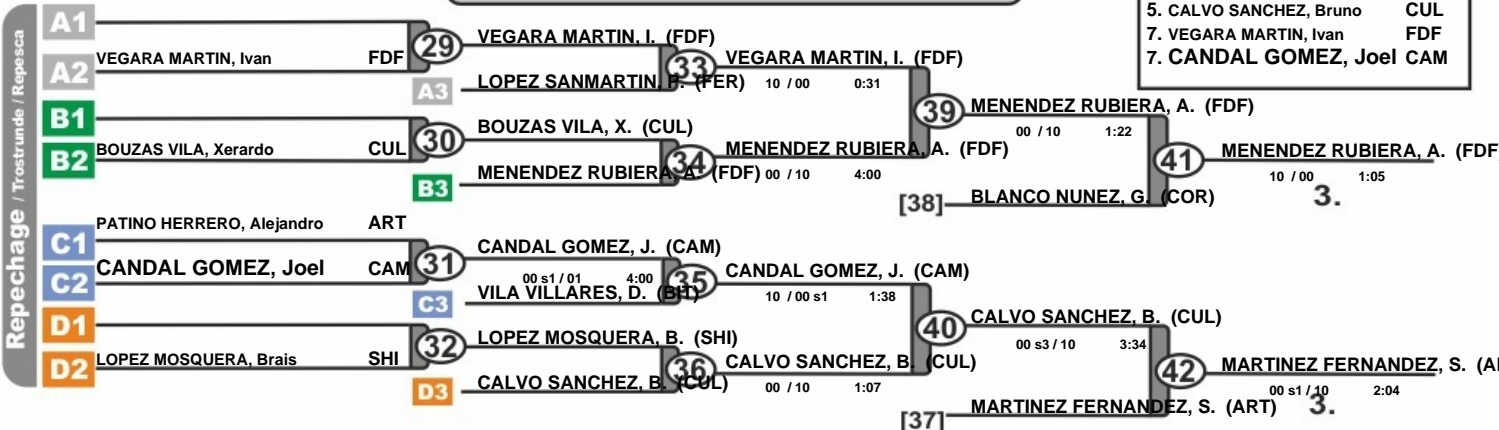 5. CALVO SANCHEZ, Bruno CUL
7. VEGARA MARTIN, Ivan FDF
7. CANDAL GOMEZ, Joel CAM
Repechage / Trostrunde / Repesca
A1
A2 VEGARA MARTIN, Ivan FDF
29
VEGARA MARTIN, I. (FDF)
A3 LOPEZ SANMARTIN, (FER)
33
VEGARA MARTIN, I. (FDF)
10 / 00 0:31
B1
B2 BOUZAS VILA, Xerardo CUL
30
BOUZAS VILA, X. (CUL)
B3 MENENDEZ RUBIERA, A. (FDF)
34
MENENDEZ RUBIERA, A. (FDF)
00 / 10 4:00
39
MENENDEZ RUBIERA, A. (FDF)
00 / 10 1:22
[38] BLANCO NUNEZ, G. (COR)
41
MENENDEZ RUBIERA, A. (FDF
10 / 00 1:05
3.
C1 PATINO HERRERO, Alejandro ART
C2 CANDAL GOMEZ, Joel CAM
31
CANDAL GOMEZ, J. (CAM)
00 s1 / 01 4:00
C3 VILA VILLARES, D. (BIT)
35
CANDAL GOMEZ, J. (CAM)
10 / 00 s1 1:38
D1
D2 LOPEZ MOSQUERA, Brais SHI
32
LOPEZ MOSQUERA, B. (SHI)
D3 CALVO SANCHEZ, B. (CUL)
36
CALVO SANCHEZ, B. (CUL)
00 / 10 1:07
40
CALVO SANCHEZ, B. (CUL)
00 s3 / 10 3:34
[37] MARTINEZ FERNANDEZ, S. (ART)
42
MARTINEZ FERNANDEZ, S.
00 s1 / 10 2:04
3.